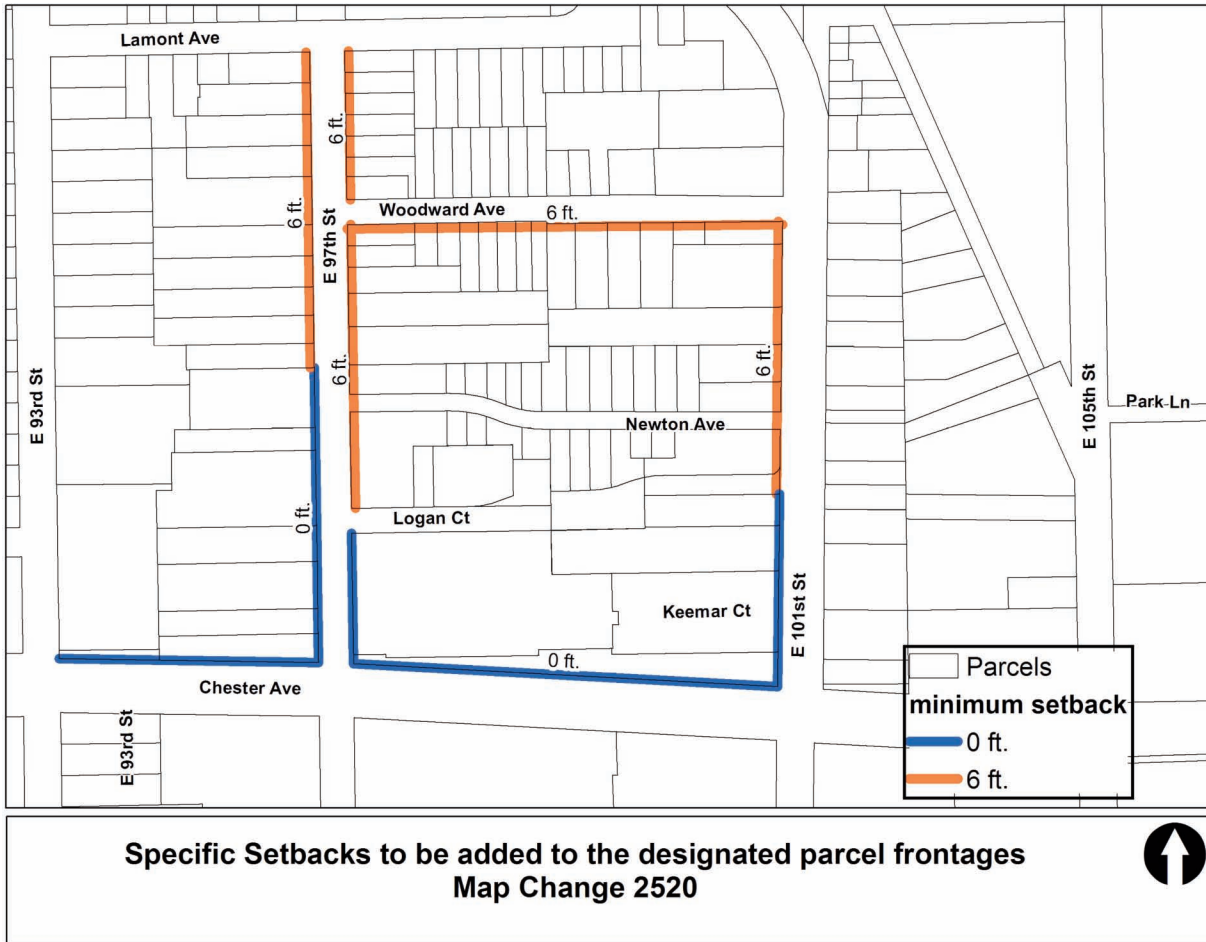 Lamont Ave
6 ft.
Woodward Ave
6 ft.
6 ft.
E 97th St
6 ft.
6 ft.
E 93rd St
E 105th St
Park Ln
Newton Ave
0 ft.
Logan Ct
Keemar Ct
E 101st St
0 ft.
Chester Ave
E 93rd St
Parcels
minimum setback
0 ft.
6 ft.
Specific Setbacks to be added to the designated parcel frontages
Map Change 2520